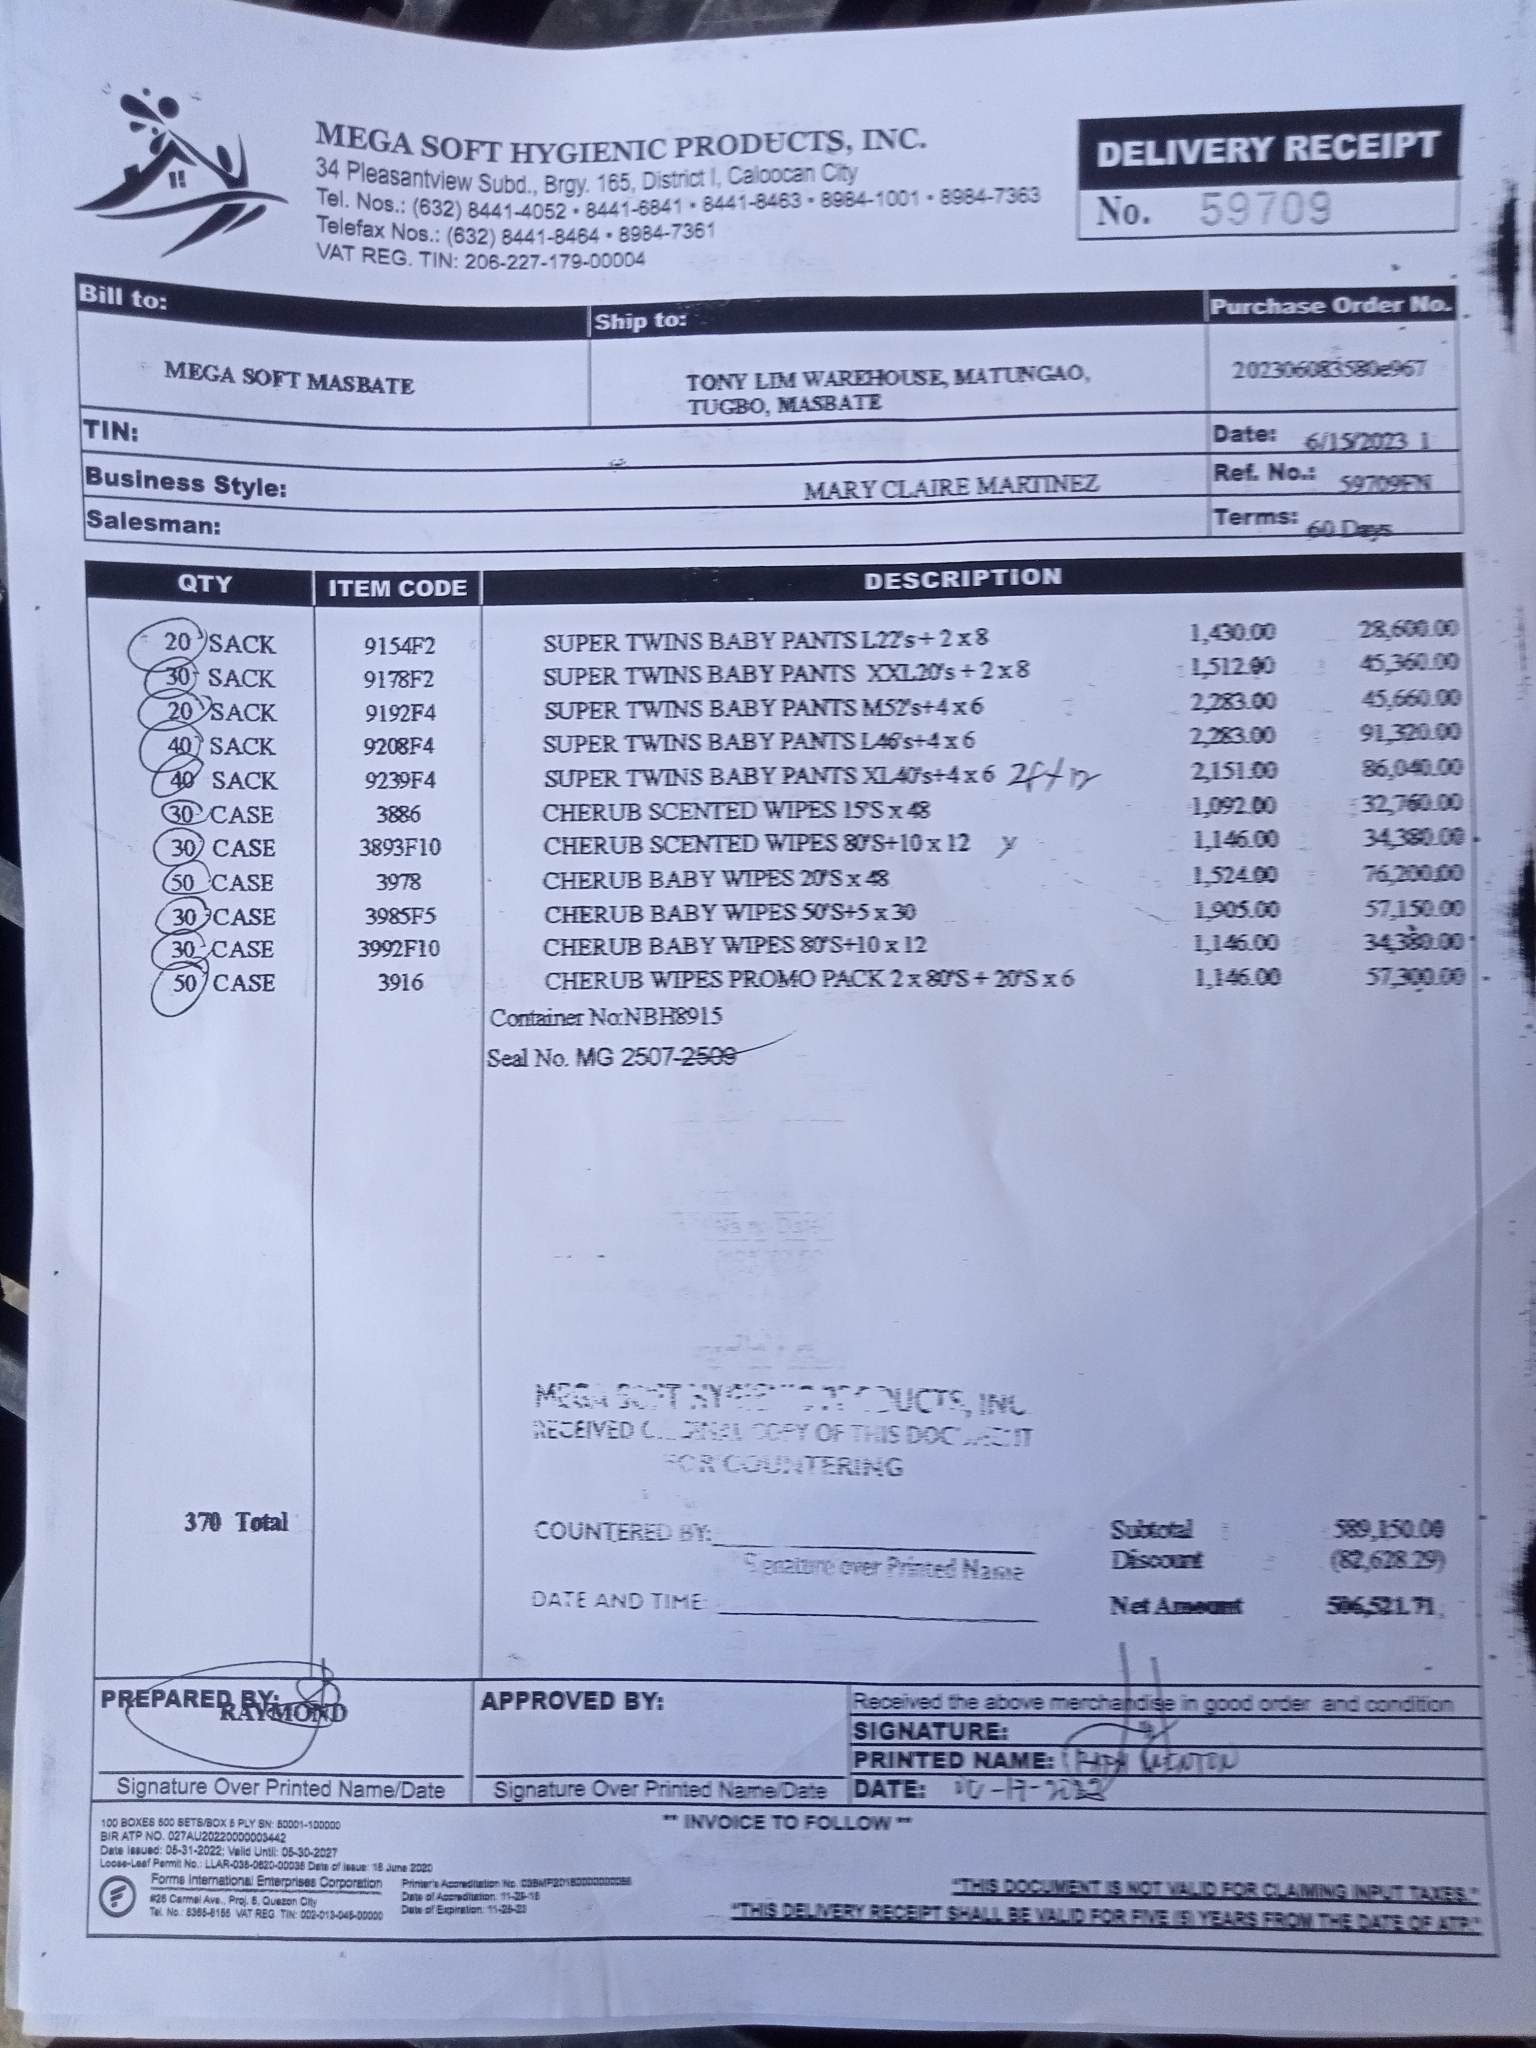 MEGA SOFT HYGIENIC PRODUCTS, INC.
34 Pleasantview Subd., Brgy. 165, District I, Caloocan City
Tel. Nos.: (632) 8441-4052 • 8441-6841 • 8441-8463 • 8984-1001 • 8984-7363
Telefax Nos.: (632) 8441-8464 • 8984-7361
VAT REG. TIN: 206-227-179-00004
DELIVERY RECEIPT
No. 59709
Bill to: Ship to: Purchase Order No.
MEGA SOFT MASBATE TONY LIM WAREHOUSE, MATUNGAO, 202306083580e967
TUGBO, MASBATE
TIN: Date: 6/15/2023 1
Business Style: MARY CLAIRE MARTINEZ Ref. No.: 59709FN
Salesman: Terms: 60 Days
QTY ITEM CODE DESCRIPTION
20 SACK 9154F2 SUPER TWINS BABY PANTS L22's+ 2 x 8 1,430.00 28,600.00
30 SACK 9178F2 SUPER TWINS BABY PANTS XXL20's + 2 x 8 1,512.00 45,360.00
20 SACK 9192F4 SUPER TWINS BABY PANTS M52's+4 x 6 2,283.00 45,660.00
40 SACK 9208F4 SUPER TWINS BABY PANTS L46's+4 x 6 2,283.00 91,320.00
40 SACK 9239F4 SUPER TWINS BABY PANTS XL40's+4 x 6 2,151.00 86,040.00
30 CASE 3886 CHERUB SCENTED WIPES 15'S x 48 1,092.00 32,760.00
30 CASE 3893F10 CHERUB SCENTED WIPES 80'S+10 x 12 y 1,146.00 34,380.00
50 CASE 3978 CHERUB BABY WIPES 20'S x 48 1,524.00 76,200.00
30 CASE 3985F5 CHERUB BABY WIPES 50'S+5 x 30 1,905.00 57,150.00
30 CASE 3992F10 CHERUB BABY WIPES 80'S+10 x 12 1,146.00 34,380.00
50 CASE 3916 CHERUB WIPES PROMO PACK 2 x 80'S + 20'S x 6 1,146.00 57,300.00
Container No:NBH8915
Seal No. MG 2507-2509
MEGA SOFT HYGIENIC PRODUCTS, INC.
RECEIVED ORIGINAL COPY OF THIS DOCUMENT
FOR COUNTERING
370 Total
COUNTERED BY:
Signature over Printed Name
DATE AND TIME:
Subtotal : 589,150.00
Discount : (82,628.29)
Net Amount 506,521.71
PREPARED BY:
RAYMOND
Signature Over Printed Name/Date
APPROVED BY:
Signature Over Printed Name/Date
Received the above merchandise in good order and condition
SIGNATURE:
PRINTED NAME:
DATE:
** INVOICE TO FOLLOW **
100 BOXES 500 SETS/BOX 5 PLY SN: 50001-100000
BIR ATP NO. 027AU20220000003442
Date Issued: 05-31-2022; Valid Until: 05-30-2027
Loose-Leaf Permit No.: LLAR-038-0620-00036 Date of Issue: 18 June 2020
Forms International Enterprises Corporation
#26 Carmel Ave., Proj. 8, Quezon City
Tel. No.: 8365-8155 VAT REG. TIN: 002-013-045-00000
Printer's Accreditation No.
Date of Accreditation: 11-26-18
Date of Expiration: 11-25-23
"THIS DOCUMENT IS NOT VALID FOR CLAIMING INPUT TAXES."
"THIS DELIVERY RECEIPT SHALL BE VALID FOR FIVE (5) YEARS FROM THE DATE OF ATP."